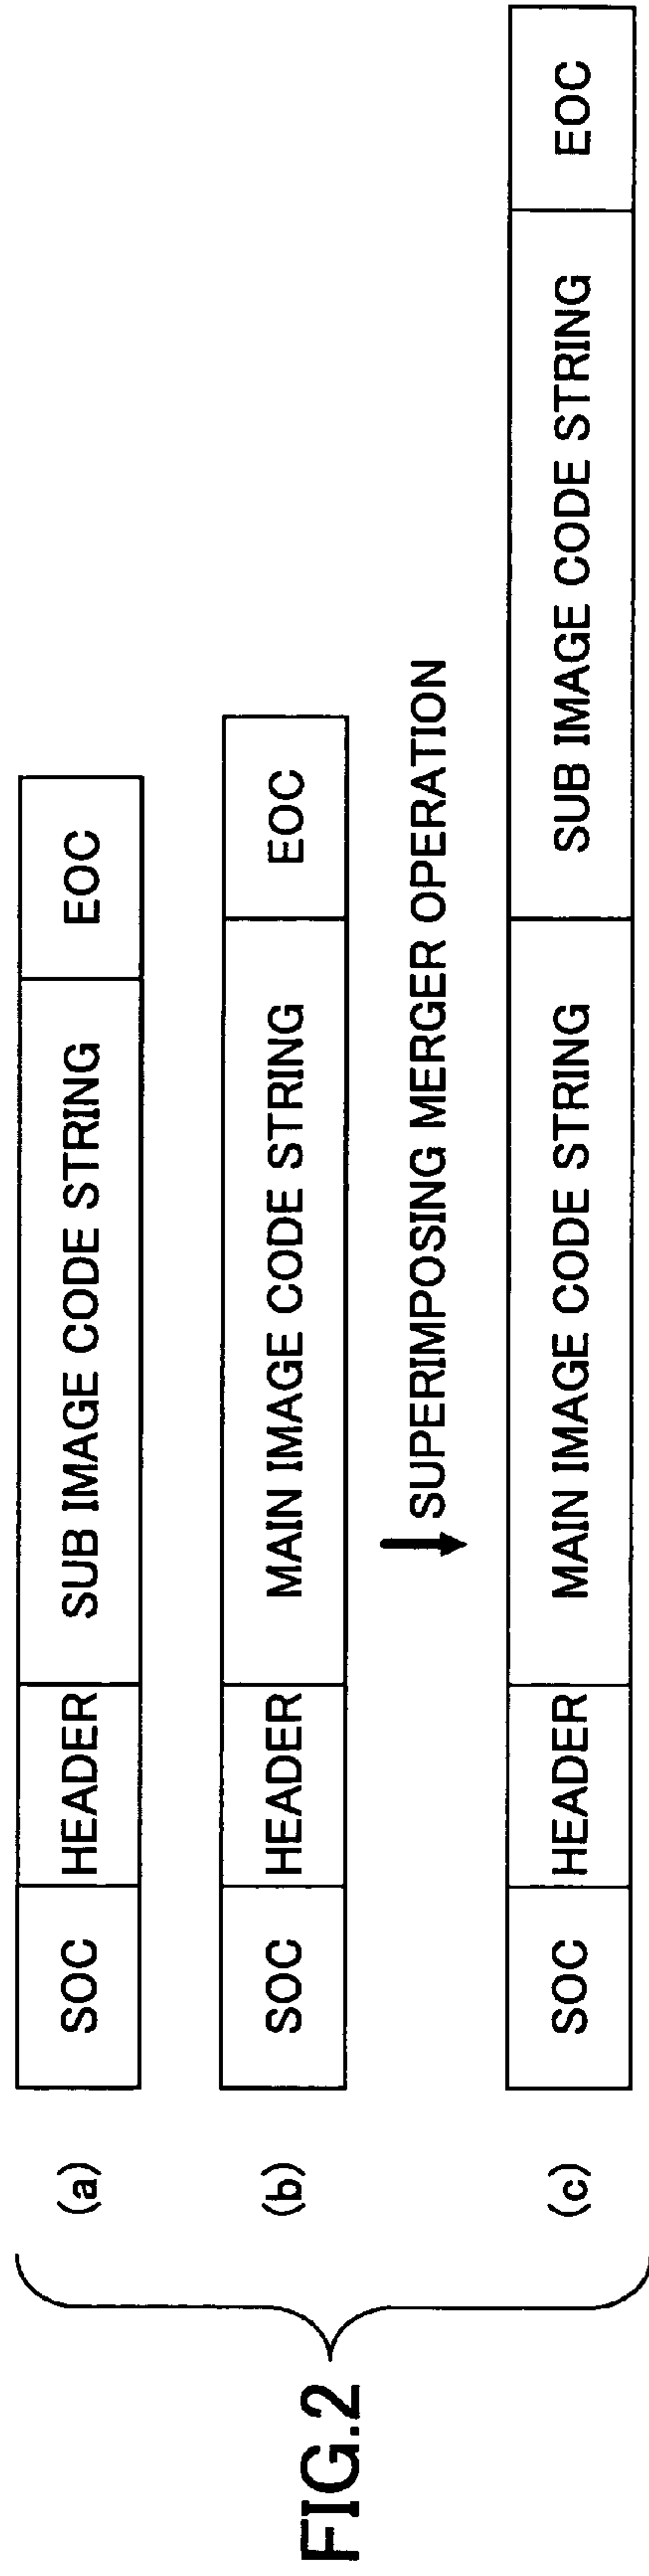 FIG.2
(a) SOC HEADER SUB IMAGE CODE STRING EOC
(b) SOC HEADER MAIN IMAGE CODE STRING EOC
SUPERIMPOSING MERGER OPERATION
(c) SOC HEADER MAIN IMAGE CODE STRING SUB IMAGE CODE STRING EOC